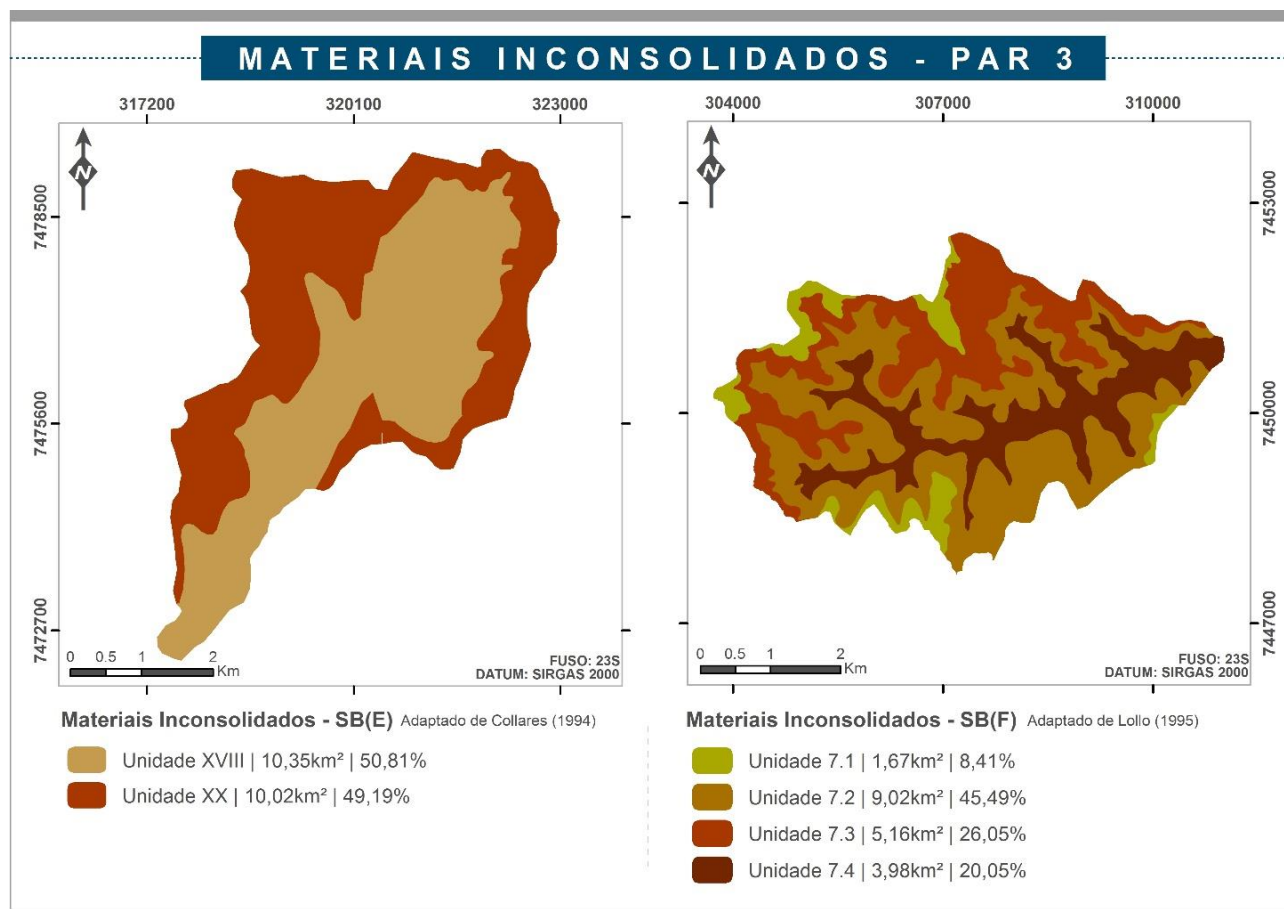 MATERIAIS INCONSOLIDADOS - PAR 3
317200 320100 323000
N
7478500
7475600
7472700
0 0.5 1 2
Km
FUSO: 23S
DATUM: SIRGAS 2000
Materiais Inconsolidados - SB(E) Adaptado de Collares (1994)
Unidade XVIII | 10,35km² | 50,81%
Unidade XX | 10,02km² | 49,19%
304000 307000 310000
N
7453000
7450000
7447000
0 0.5 1 2
Km
FUSO: 23S
DATUM: SIRGAS 2000
Materiais Inconsolidados - SB(F) Adaptado de Lollo (1995)
Unidade 7.1 | 1,67km² | 8,41%
Unidade 7.2 | 9,02km² | 45,49%
Unidade 7.3 | 5,16km² | 26,05%
Unidade 7.4 | 3,98km² | 20,05%